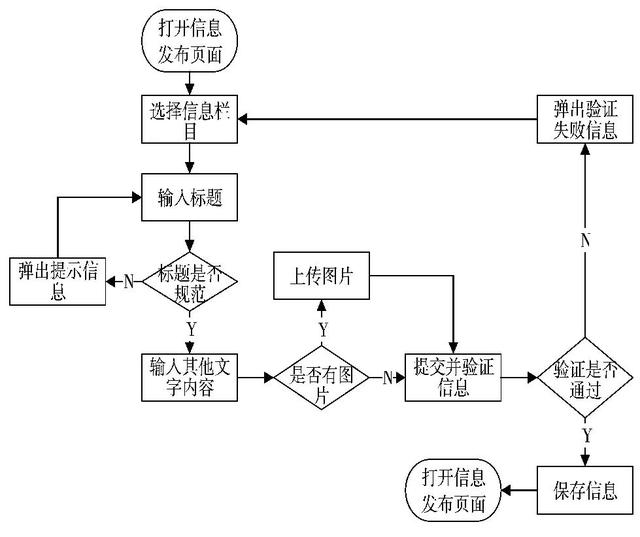 打开信息
发布页面
选择信息栏
目
弹出验证
失败信息
输入标题
N
弹出提示信
息
N
标题是否
规范
上传图片
Y
Y
输入其他文
字内容
是否有图
片
N
提交并验证
信息
验证是否
通过
Y
打开信息
发布页面
保存信息